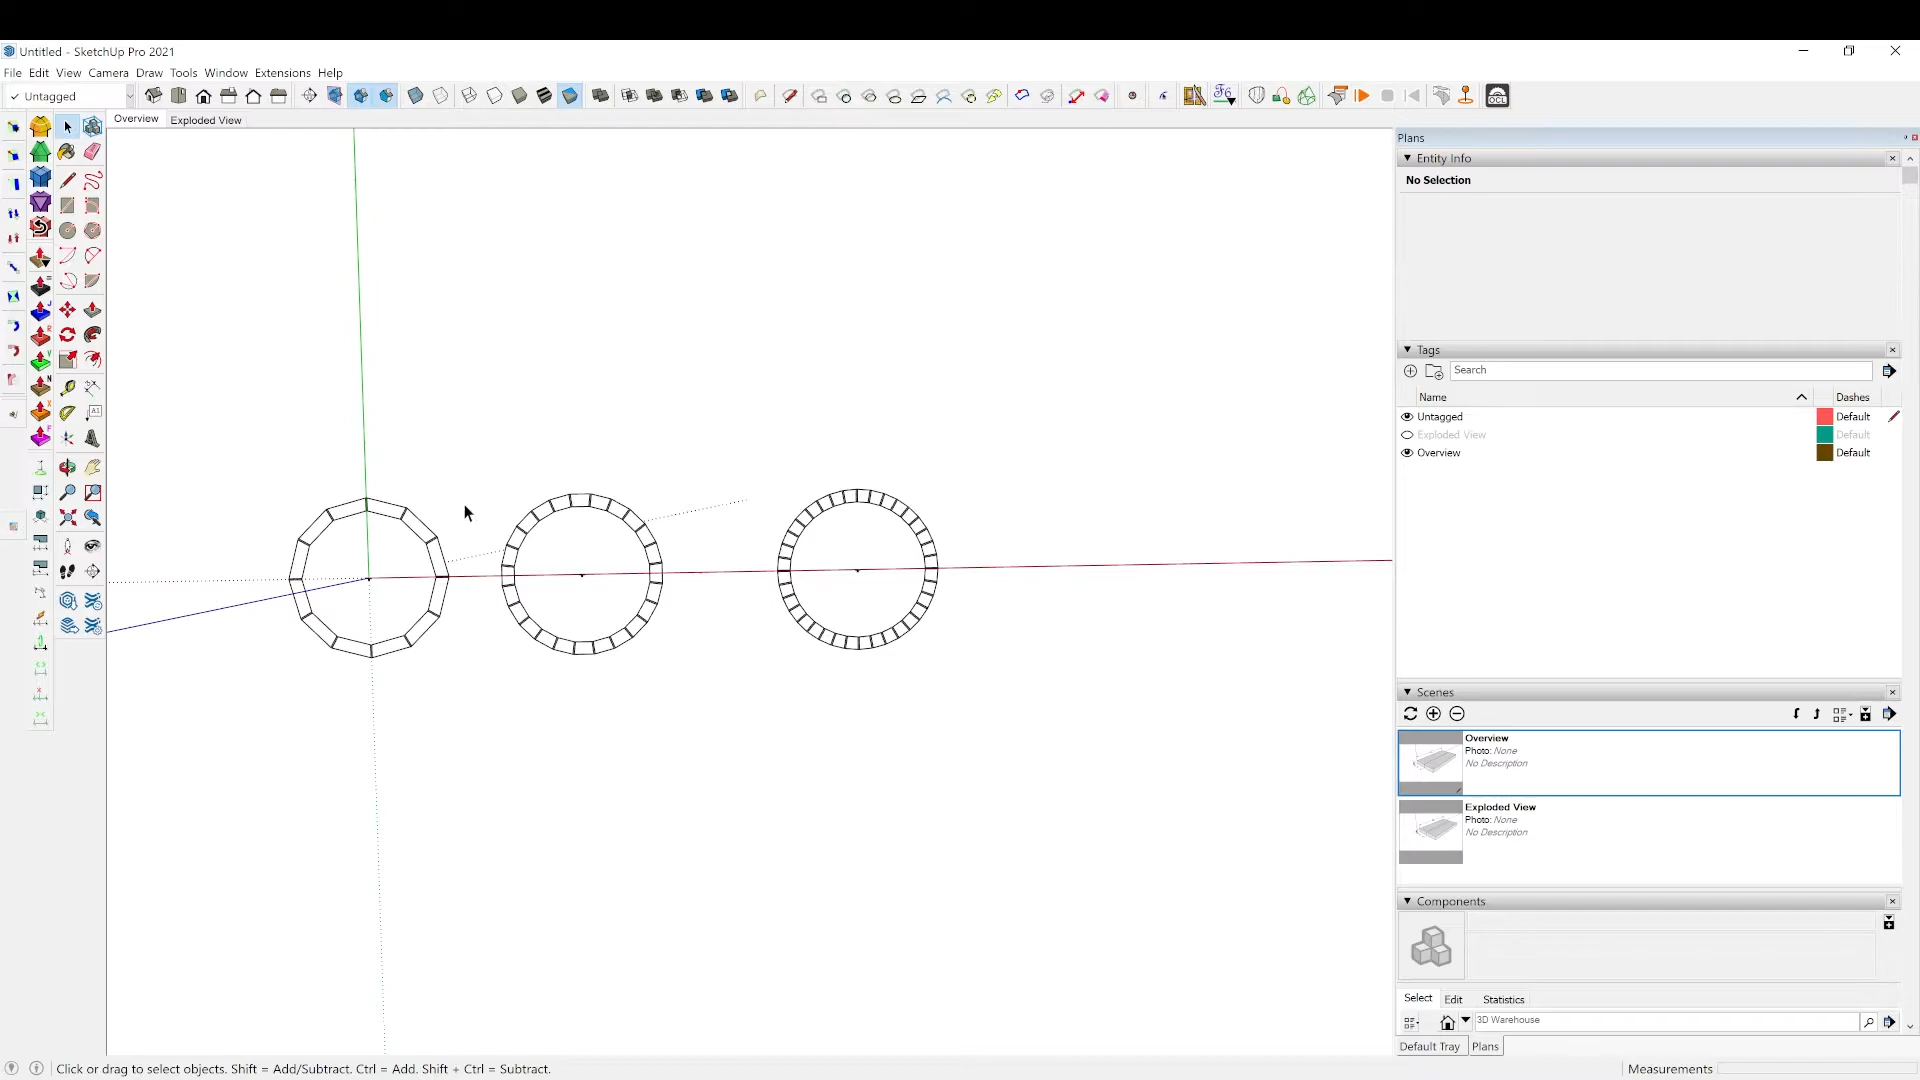 Untitled - SketchUp Pro 2021
File Edit View Camera Draw Tools Window Extensions Help
Untagged
OCL
Overview Exploded View
Plans
Entity Info
No Selection
Tags
Search
Name Dashes
Untagged Default
Exploded View Default
Overview Default
Scenes
Overview
Photo: None
No Description
Exploded View
Photo: None
No Description
Components
Select Edit Statistics
3D Warehouse
Default Tray Plans
Click or drag to select objects. Shift = Add/Subtract. Ctrl = Add. Shift + Ctrl = Subtract.
Measurements